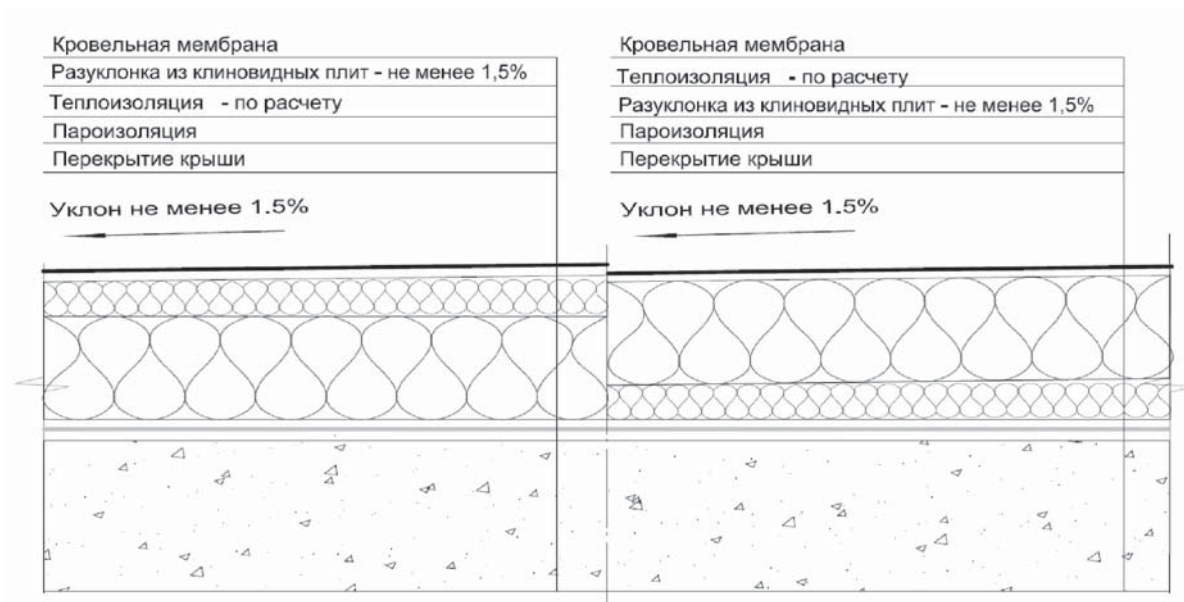 Кровельная мембрана
Разуклонка из клиновидных плит - не менее 1,5%
Теплоизоляция - по расчету
Пароизоляция
Перекрытие крыши
Уклон не менее 1.5%
Кровельная мембрана
Теплоизоляция - по расчету
Разуклонка из клиновидных плит - не менее 1,5%
Пароизоляция
Перекрытие крыши
Уклон не менее 1.5%